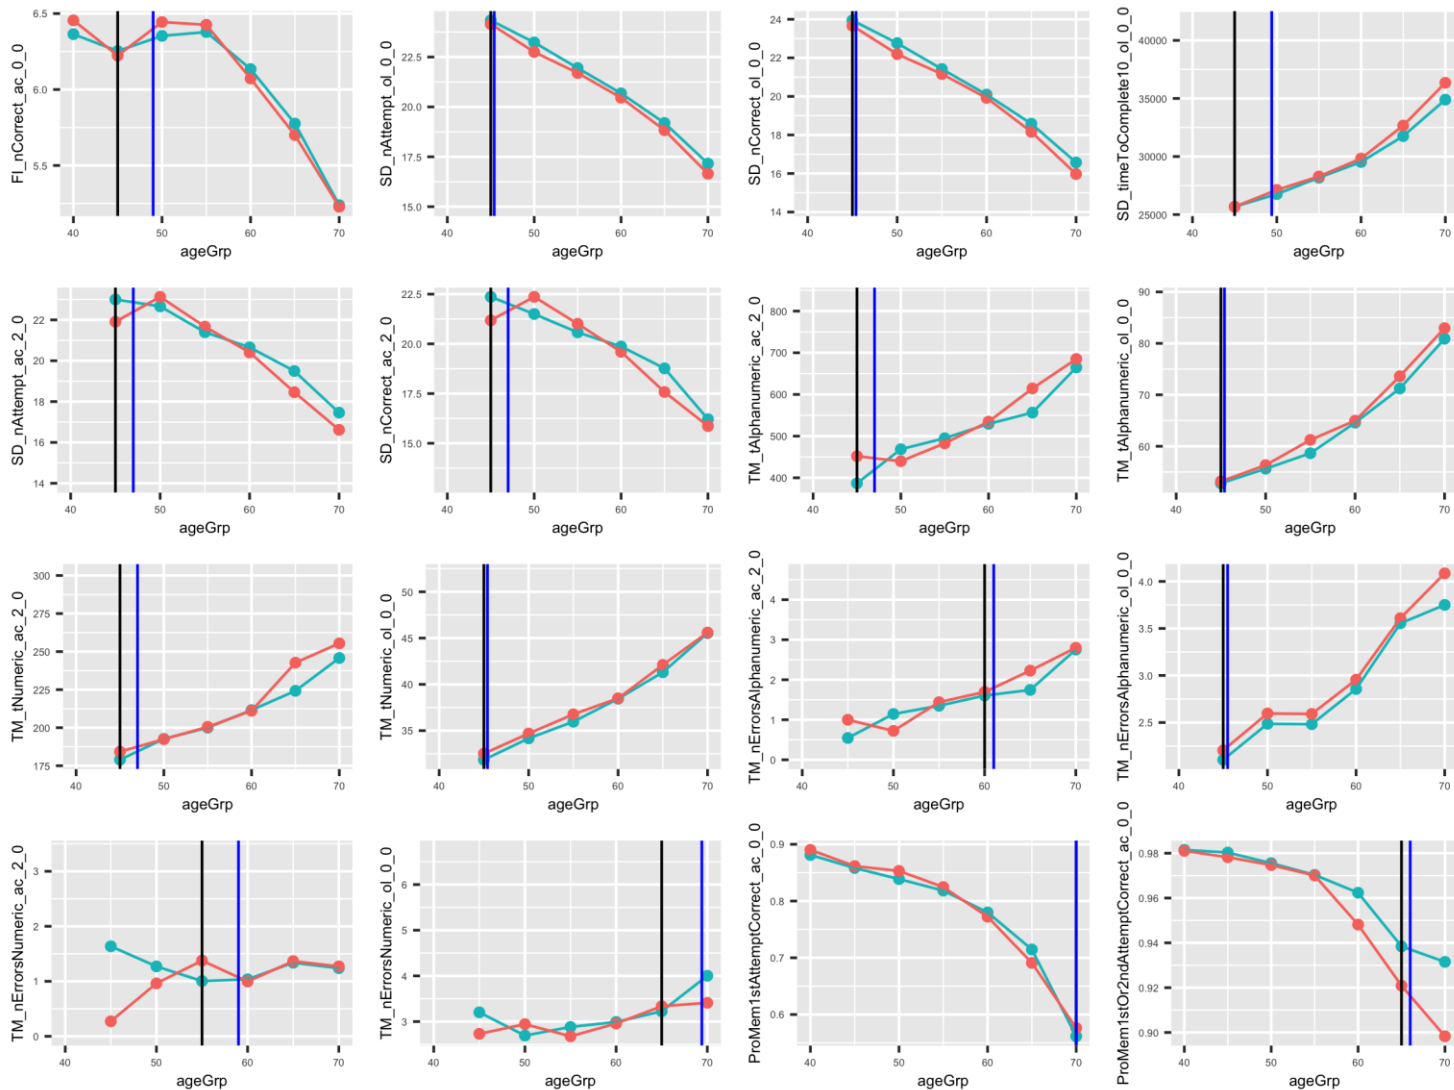 FI_nCorrect_ac_0_0
6.5
6.0
5.5
40 50 60 70
ageGrp
SD_nAttempt_ol_0_0
22.5
20.0
17.5
15.0
40 50 60 70
ageGrp
SD_nCorrect_ol_0_0
24
22
20
18
16
14
40 50 60 70
ageGrp
SD_timeToComplete10_ol_0_0
40000
35000
30000
25000
40 50 60 70
ageGrp
SD_nAttempt_ac_2_0
22
20
18
16
14
40 50 60 70
ageGrp
SD_nCorrect_ac_2_0
22.5
20.0
17.5
15.0
40 50 60 70
ageGrp
TM_tAlphanumeric_ac_2_0
800
700
600
500
400
40 50 60 70
ageGrp
TM_tAlphanumeric_ol_0_0
90
80
70
60
40 50 60 70
ageGrp
TM_tNumeric_ac_2_0
300
275
250
225
200
175
40 50 60 70
ageGrp
TM_tNumeric_ol_0_0
50
45
40
35
40 50 60 70
ageGrp
TM_nErrorsAlphanumeric_ac_2_0
4
3
2
1
0
40 50 60 70
ageGrp
TM_nErrorsAlphanumeric_ol_0_0
4.0
3.5
3.0
2.5
40 50 60 70
ageGrp
TM_nErrorsNumeric_ac_2_0
3
2
1
0
40 50 60 70
ageGrp
TM_nErrorsNumeric_ol_0_0
6
5
4
3
40 50 60 70
ageGrp
ProMem1stAttemptCorrect_ac_0_0
0.9
0.8
0.7
0.6
40 50 60 70
ageGrp
ProMem1stOr2ndAttemptCorrect_ac_0_0
0.98
0.96
0.94
0.92
0.90
40 50 60 70
ageGrp